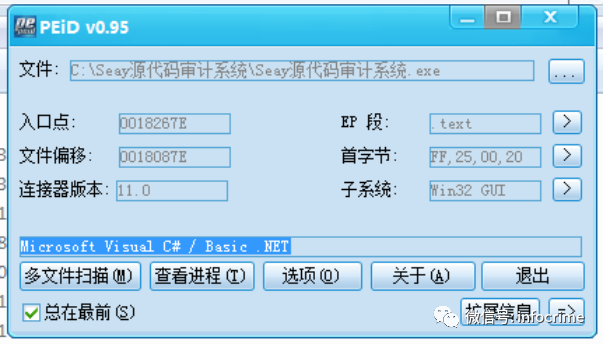 PEiD v0.95
文件: C:\Seay源代码审计系统\Seay源代码审计系统.exe ...
入口点: 0018267E EP 段: .text >
文件偏移: 0018087E 首字节: FF,25,00,20 >
连接器版本: 11.0 子系统: Win32 GUI >
Microsoft Visual C# / Basic .NET
多文件扫描(M) 查看进程(T) 选项(O) 关于(A) 退出
总在最前(S) 扩展信息 =>
微信号: infocrime